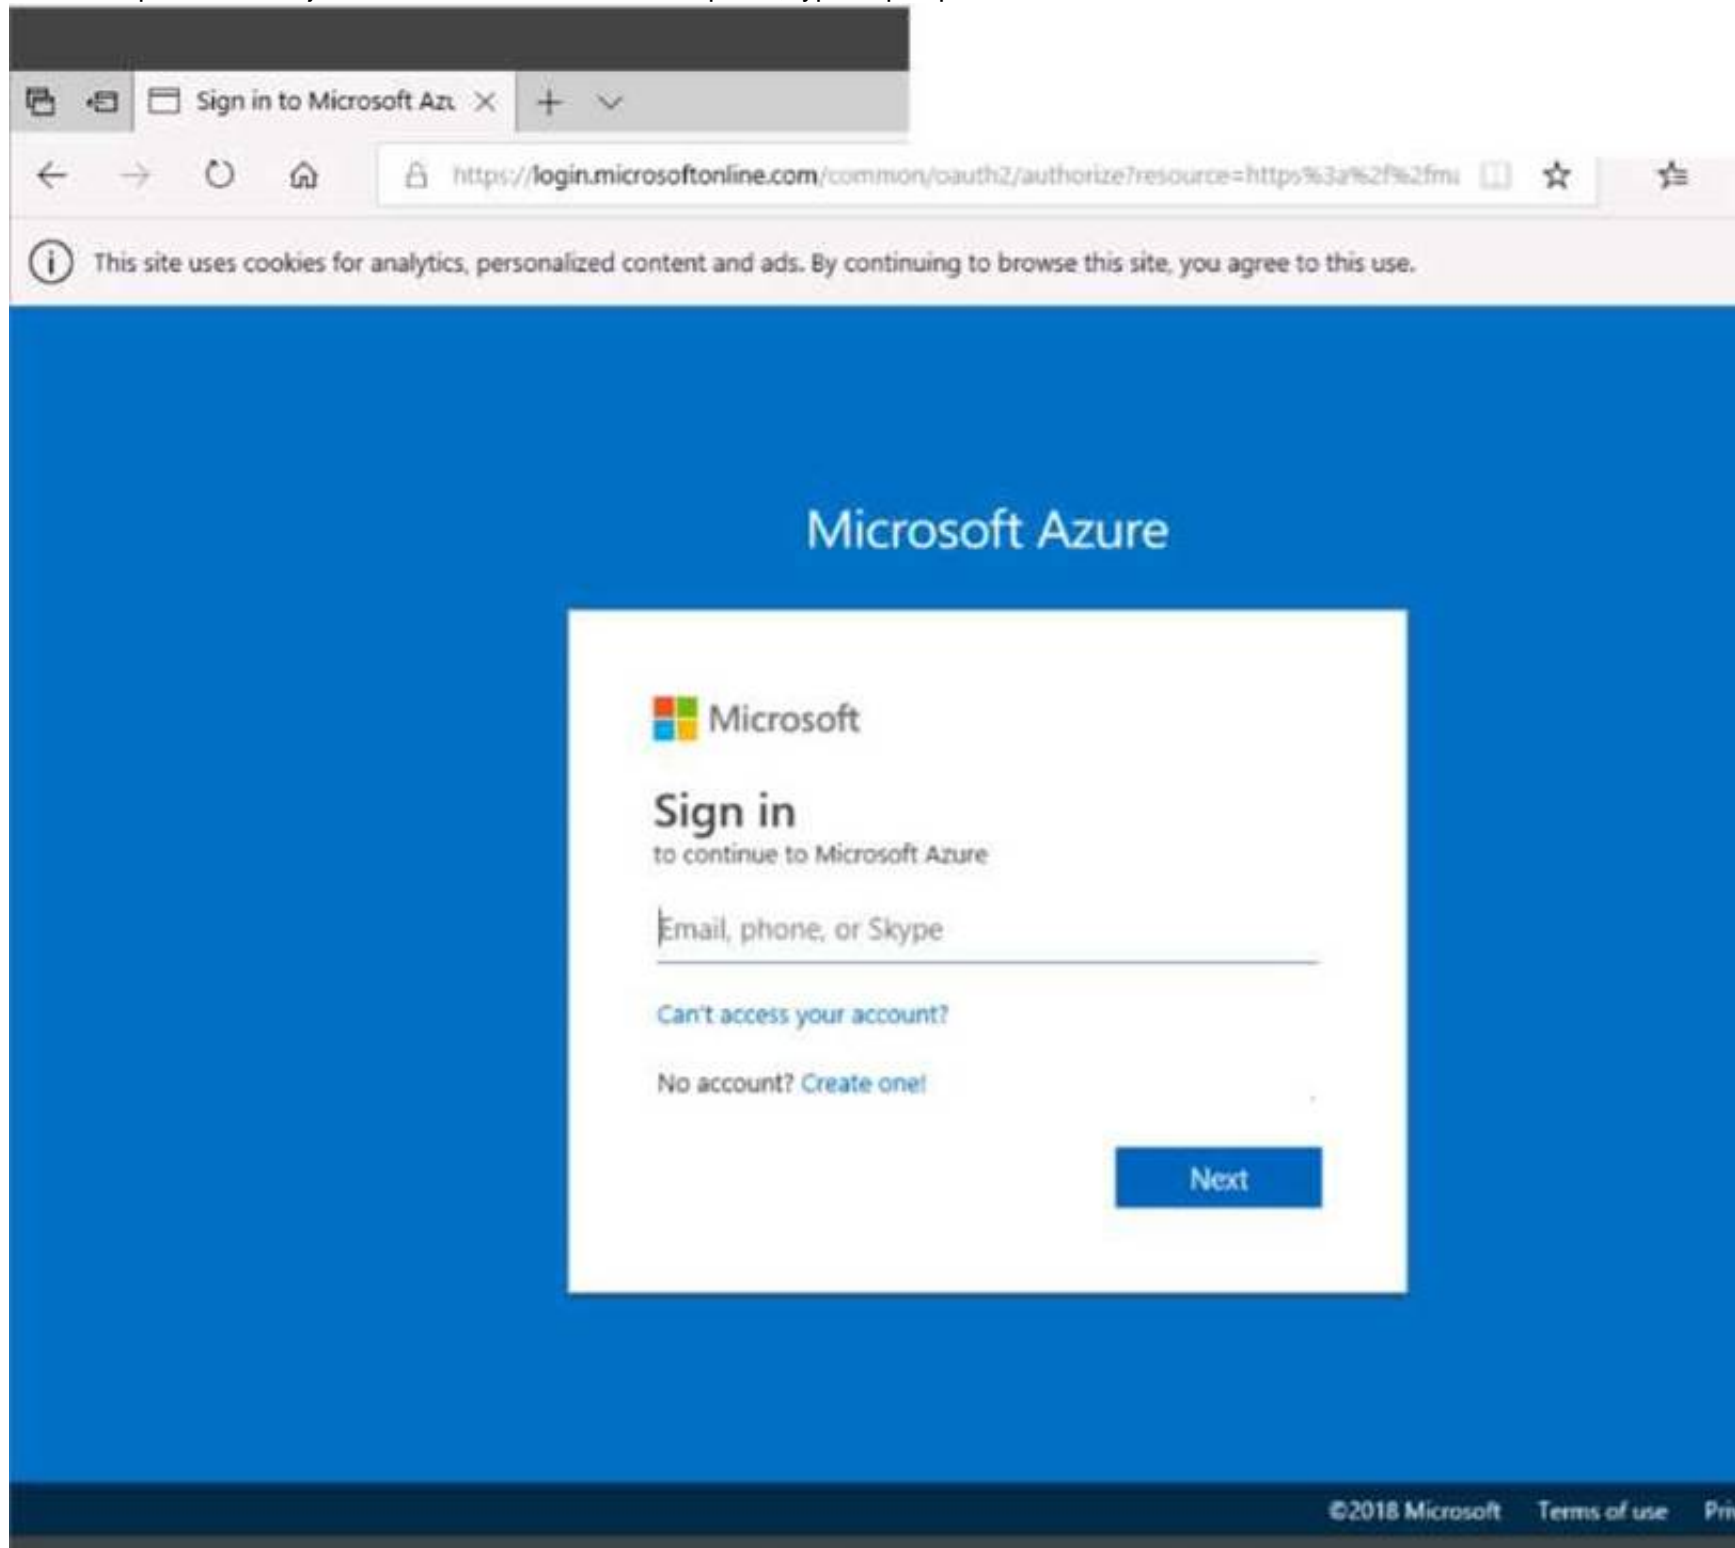 Sign in to Microsoft Azu
https://login.microsoftonline.com/common/oauth2/authorize?resource=https%3a%2f%2fma
This site uses cookies for analytics, personalized content and ads. By continuing to browse this site, you agree to this use.
Microsoft Azure
Microsoft
Sign in
to continue to Microsoft Azure
Email, phone, or Skype
Can't access your account?
No account? Create one!
Next
©2018 Microsoft Terms of use Pri